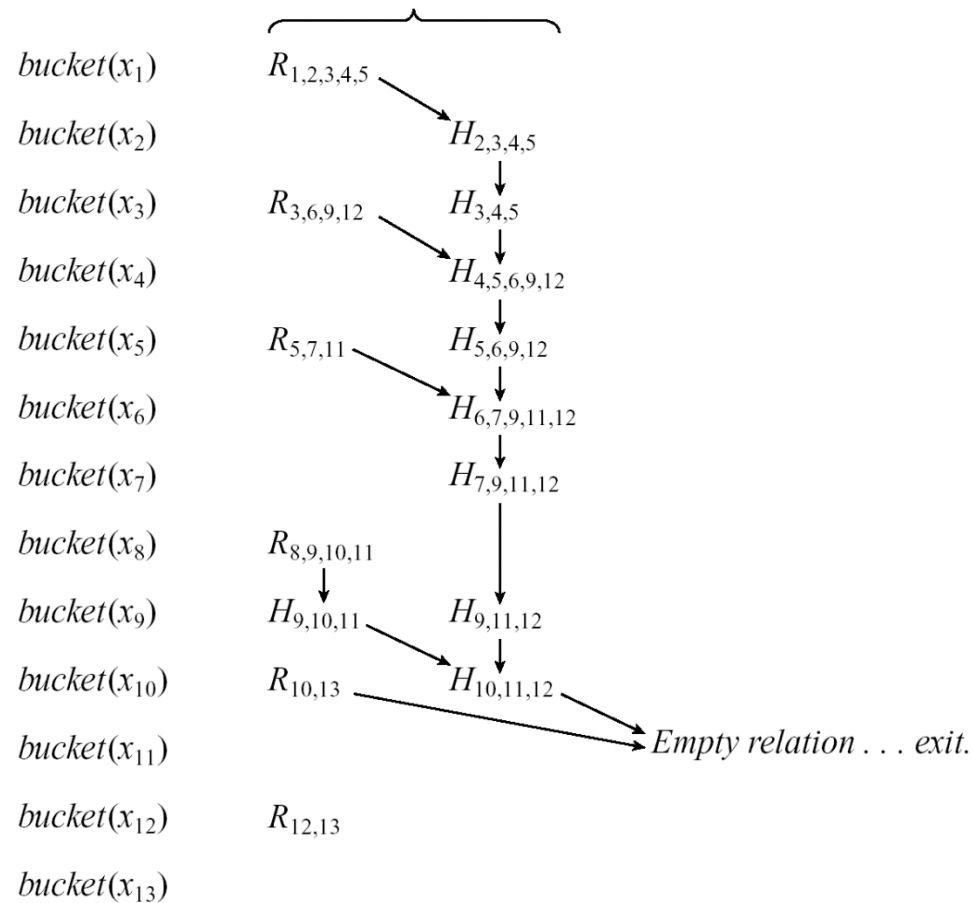 bucket(x₁) R₁,₂,₃,₄,₅
bucket(x₂) H₂,₃,₄,₅
bucket(x₃) R₃,₆,₉,₁₂ H₃,₄,₅
bucket(x₄) H₄,₅,₆,₉,₁₂
bucket(x₅) R₅,₇,₁₁ H₅,₆,₉,₁₂
bucket(x₆) H₆,₇,₉,₁₁,₁₂
bucket(x₇) H₇,₉,₁₁,₁₂
bucket(x₈) R₈,₉,₁₀,₁₁
bucket(x₉) H₉,₁₀,₁₁ H₉,₁₁,₁₂
bucket(x₁₀) R₁₀,₁₃ H₁₀,₁₁,₁₂
Empty relation . . . exit.
bucket(x₁₁)
bucket(x₁₂) R₁₂,₁₃
bucket(x₁₃)